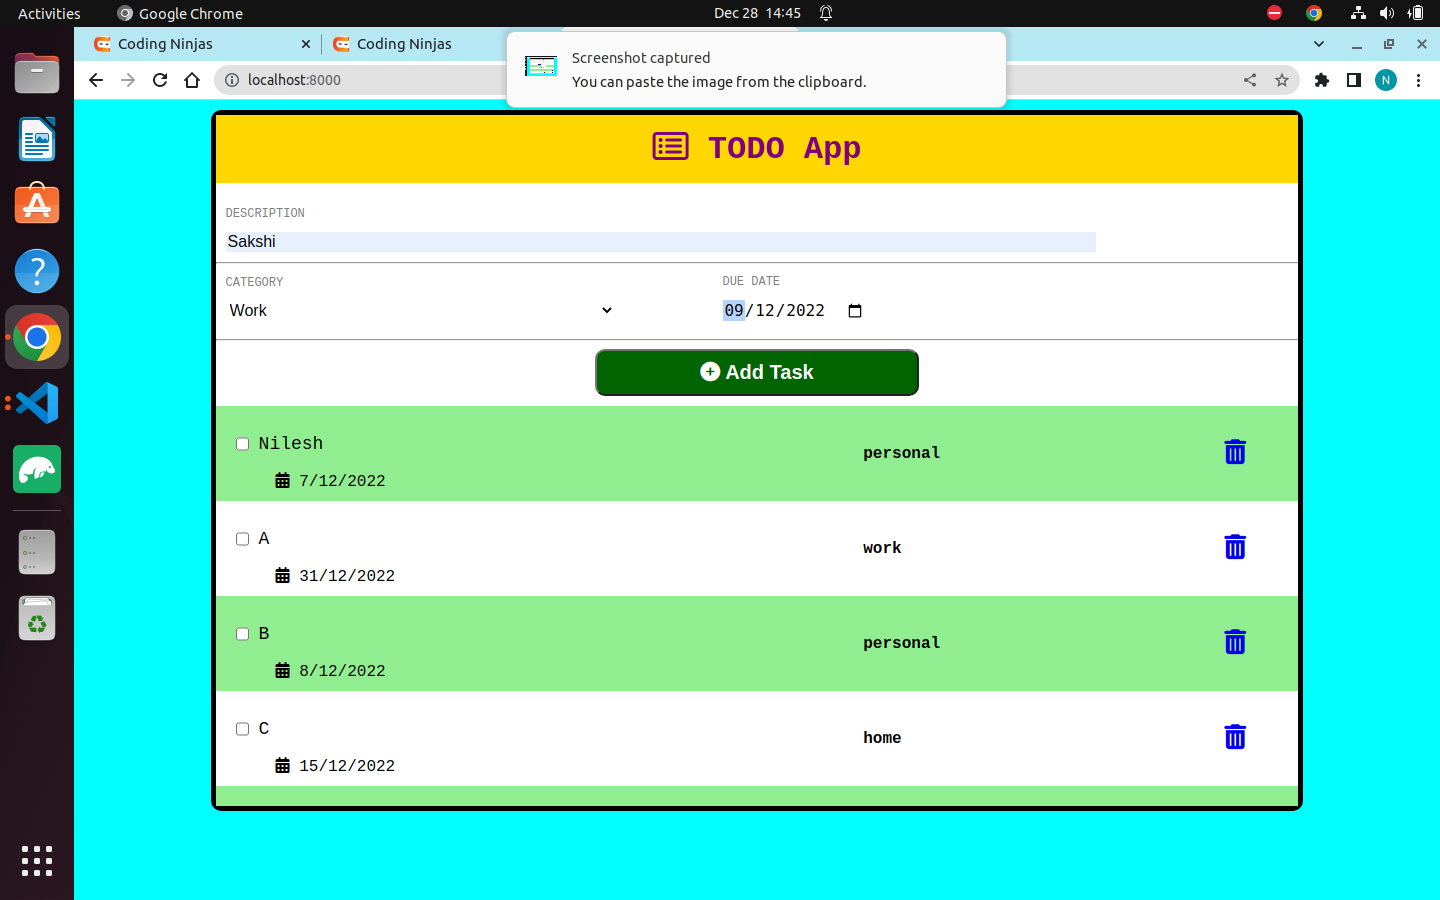 Activities
Google Chrome
Dec 28 14:45
Coding Ninjas
Coding Ninjas
Screenshot captured
You can paste the image from the clipboard.
localhost:8000
N
TODO App
DESCRIPTION
Sakshi
CATEGORY
DUE DATE
Work
09/12/2022
Add Task
Nilesh
personal
7/12/2022
A
work
31/12/2022
B
personal
8/12/2022
C
home
15/12/2022